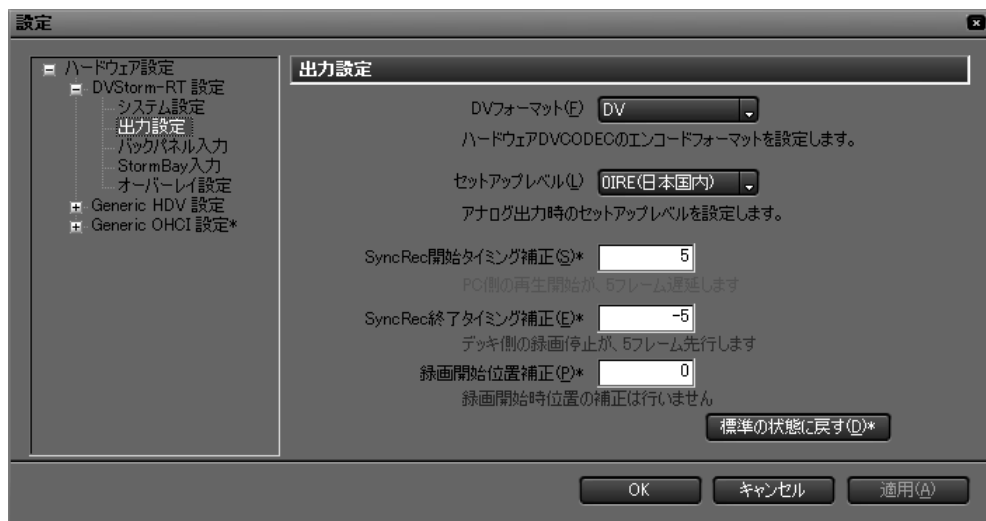 設定
ハードウェア設定
DVStorm-RT 設定
システム設定
出力設定
バックパネル入力
StormBay入力
オーバーレイ設定
Generic HDV 設定
Generic OHCI 設定*
出力設定
DVフォーマット(F) DV
ハードウェアDVCODECのエンコードフォーマットを設定します。
セットアップレベル(L) 0IRE(日本国内)
アナログ出力時のセットアップレベルを設定します。
SyncRec開始タイミング補正(S)* 5
PC側の再生開始が、5フレーム遅延します
SyncRec終了タイミング補正(E)* -5
デッキ側の録画停止が、5フレーム先行します
録画開始位置補正(P)* 0
録画開始時位置の補正は行いません
標準の状態に戻す(D)*
OK キャンセル 適用(A)